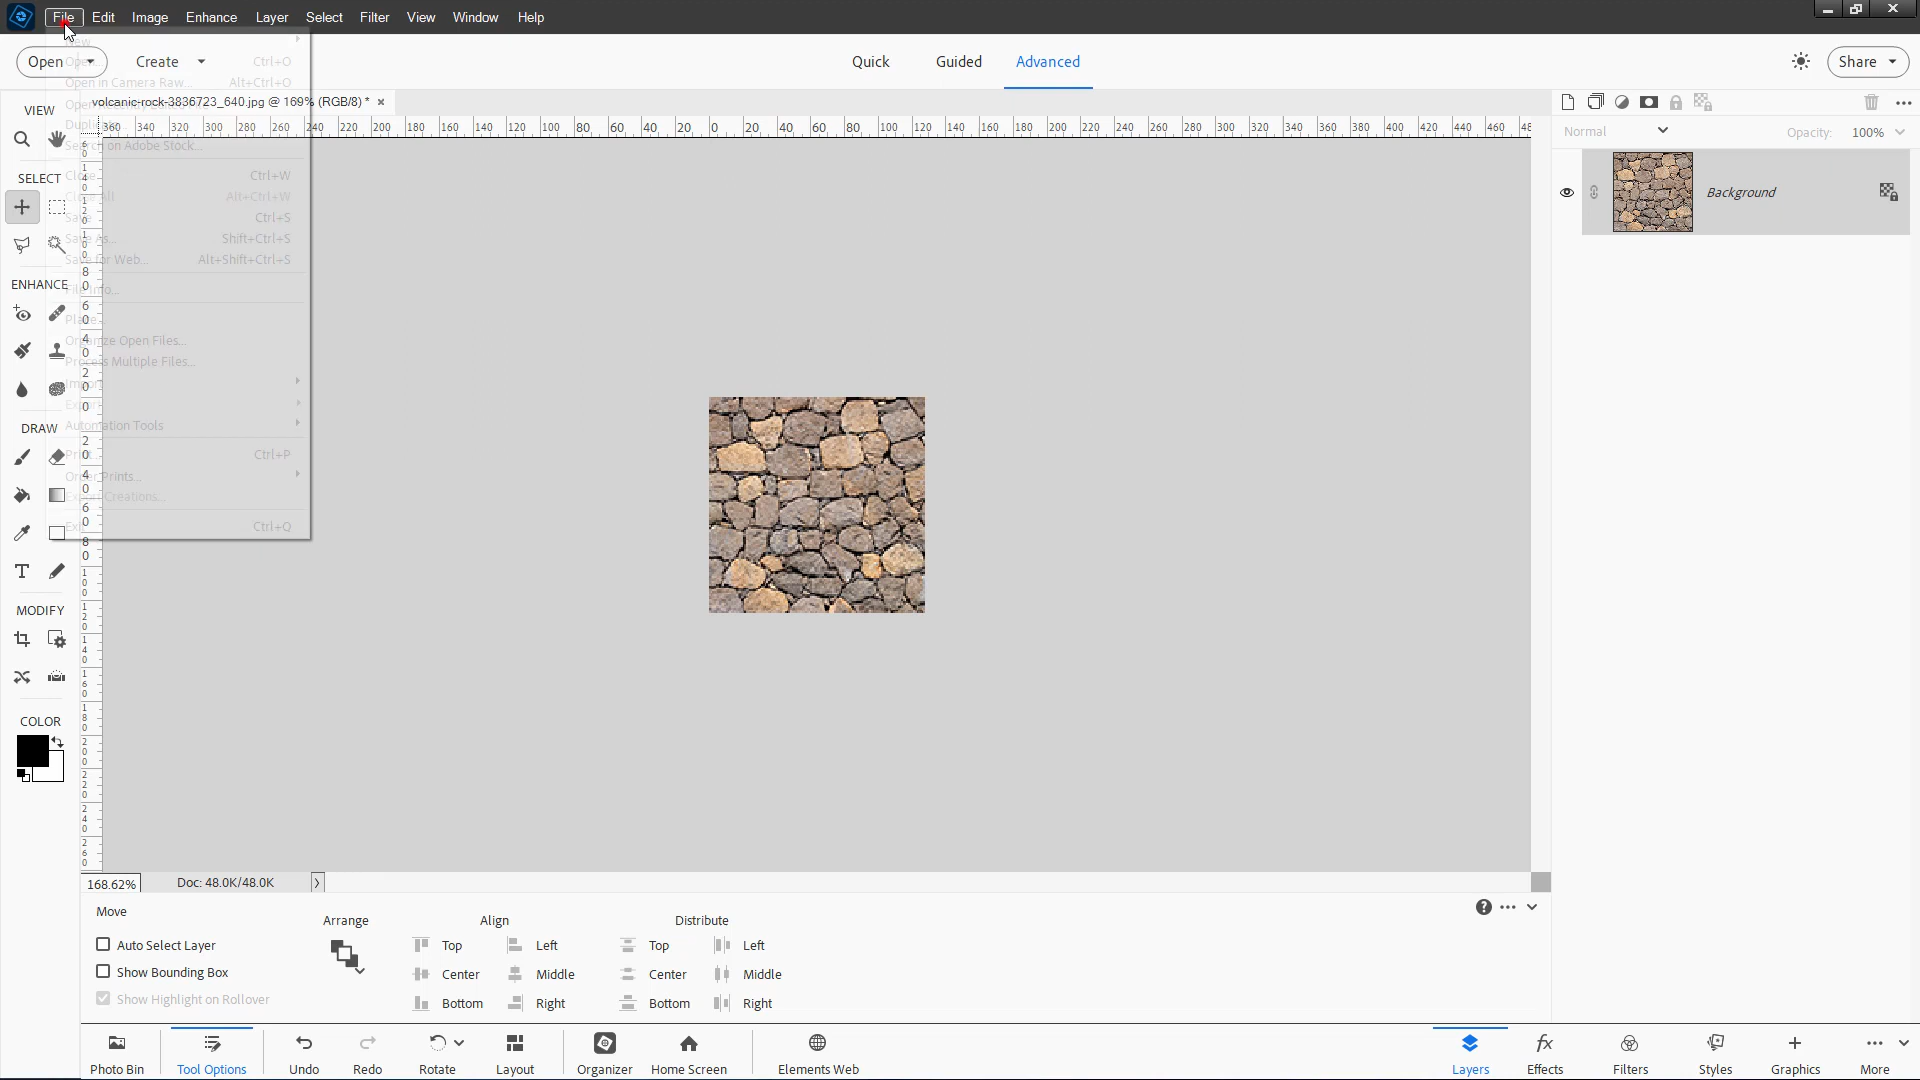 File Edit Image Enhance Layer Select Filter View Window Help
Open Create Quick Guided Advanced Share
New
Open... Ctrl+O
Open in Camera Raw... Alt+Ctrl+O
volcanic-rock-3836723_640.jpg @ 169% (RGB/8) *
Search on Adobe Stock...
Close Ctrl+W
Close All Alt+Ctrl+W
Save Ctrl+S
Save As... Shift+Ctrl+S
Save for Web... Alt+Shift+Ctrl+S
File Info...
Place...
Organize Open Files...
Process Multiple Files...
Import
Export
Automation Tools
Print... Ctrl+P
Order Prints...
Export Creations...
Exit Ctrl+Q
VIEW
SELECT
ENHANCE
DRAW
MODIFY
COLOR
360 340 320 300 280 260 240 220 200 180 160 140 120 100 80 60 40 20 0 20 40 60 80 100 120 140 160 180 200 220 240 260 280 300 320 340 360 380 400 420 440 460
Normal Opacity: 100%
Background
168.62% Doc: 48.0K/48.0K
Move
Arrange Align Distribute
Auto Select Layer
Show Bounding Box
Show Highlight on Rollover
Top Left Top Left
Center Middle Center Middle
Bottom Right Bottom Right
Photo Bin Tool Options Undo Redo Rotate Layout Organizer Home Screen Elements Web Layers Effects Filters Styles Graphics More